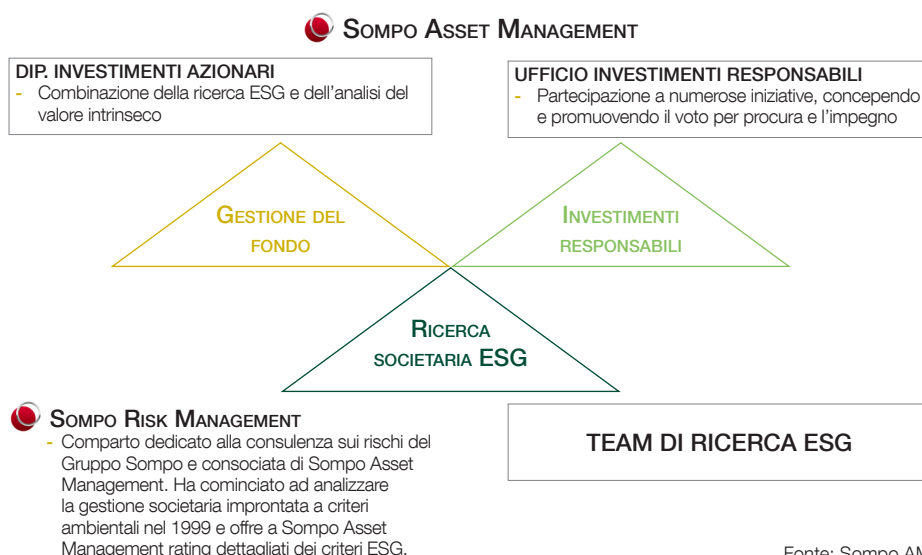 SOMPO ASSET MANAGEMENT
DIP. INVESTIMENTI AZIONARI
- Combinazione della ricerca ESG e dell'analisi del
valore intrinseco
UFFICIO INVESTIMENTI RESPONSABILI
- Partecipazione a numerose iniziative, concependo
e promuovendo il voto per procura e l'impegno
GESTIONE DEL
FONDO
INVESTIMENTI
RESPONSABILI
RICERCA
SOCIETARIA ESG
SOMPO RISK MANAGEMENT
- Comparto dedicato alla consulenza sui rischi del
Gruppo Sompo e consociata di Sompo Asset
Management. Ha cominciato ad analizzare
la gestione societaria improntata a criteri
ambientali nel 1999 e offre a Sompo Asset
Management rating dettagliati dei criteri ESG.
TEAM DI RICERCA ESG
Fonte: Sompo AM